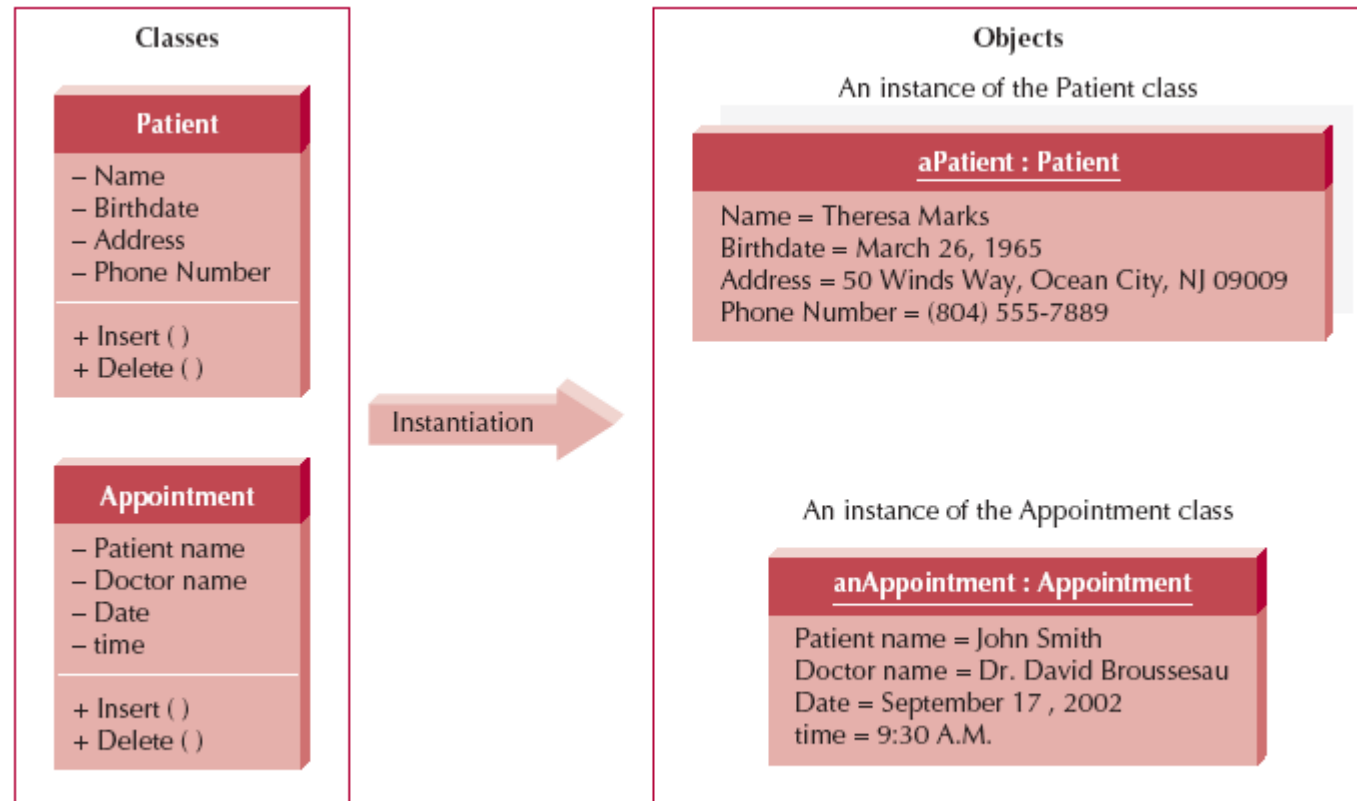 Classes
Patient
– Name
– Birthdate
– Address
– Phone Number
+ Insert ( )
+ Delete ( )
Appointment
– Patient name
– Doctor name
– Date
– time
+ Insert ( )
+ Delete ( )
Instantiation
Objects
An instance of the Patient class
aPatient : Patient
Name = Theresa Marks
Birthdate = March 26, 1965
Address = 50 Winds Way, Ocean City, NJ 09009
Phone Number = (804) 555-7889
An instance of the Appointment class
anAppointment : Appointment
Patient name = John Smith
Doctor name = Dr. David Broussesau
Date = September 17 , 2002
time = 9:30 A.M.